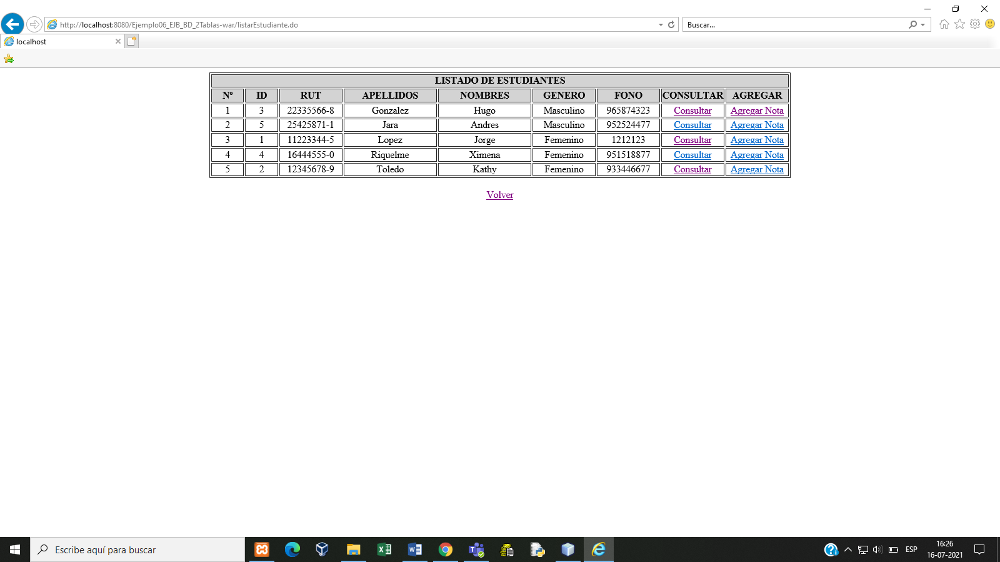 http://localhost:8080/Ejemplo06_EJB_BD_2Tablas-war/listarEstudiante.do
Buscar...
localhost
LISTADO DE ESTUDIANTES
Nº ID RUT APELLIDOS NOMBRES GENERO FONO CONSULTAR AGREGAR
1 3 22335566-8 Gonzalez Hugo Masculino 965874323 Consultar Agregar Nota
2 5 25425871-1 Jara Andres Masculino 952524477 Consultar Agregar Nota
3 1 11223344-5 Lopez Jorge Femenino 1212123 Consultar Agregar Nota
4 4 16444555-0 Riquelme Ximena Femenino 951518877 Consultar Agregar Nota
5 2 12345678-9 Toledo Kathy Femenino 933446677 Consultar Agregar Nota
Volver
Escribe aquí para buscar
ESP
16:26
16-07-2021